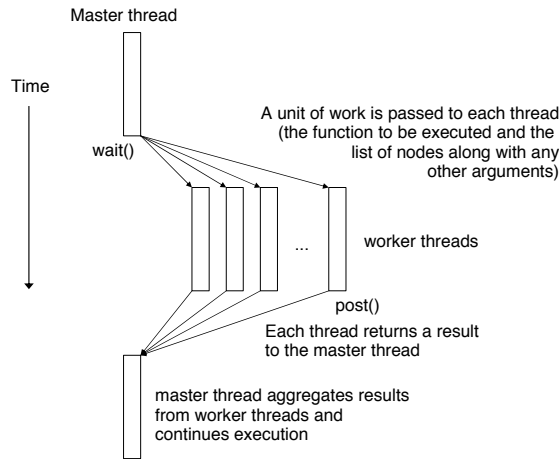 Master thread
Time
A unit of work is passed to each thread
(the function to be executed and the
list of nodes along with any
other arguments)
wait()
...
worker threads
post()
Each thread returns a result
to the master thread
master thread aggregates results
from worker threads and
continues execution